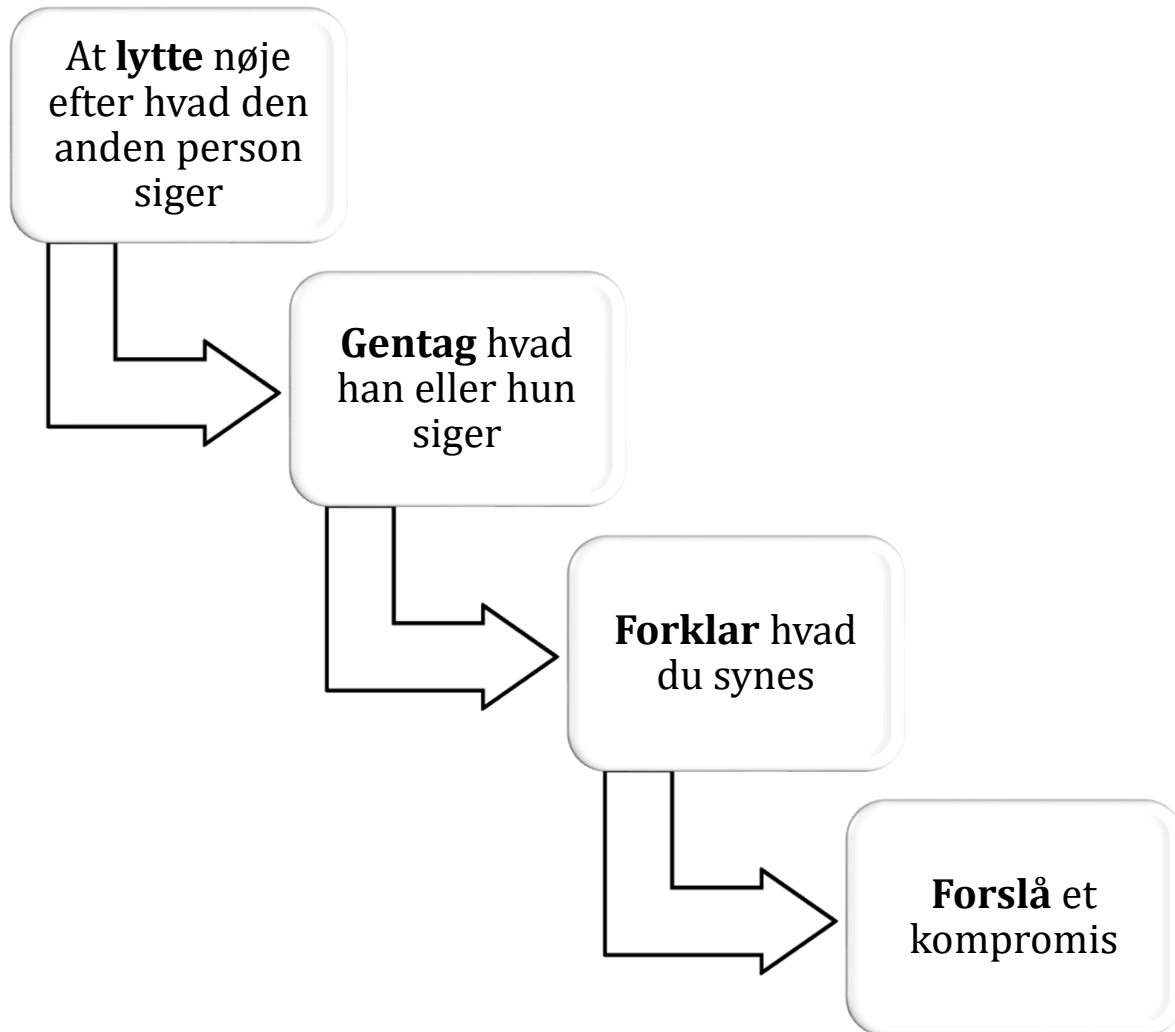 At lytte nøje
efter hvad den
anden person
siger
Gentag hvad
han eller hun
siger
Forklar hvad
du synes
Forslå et
kompromis